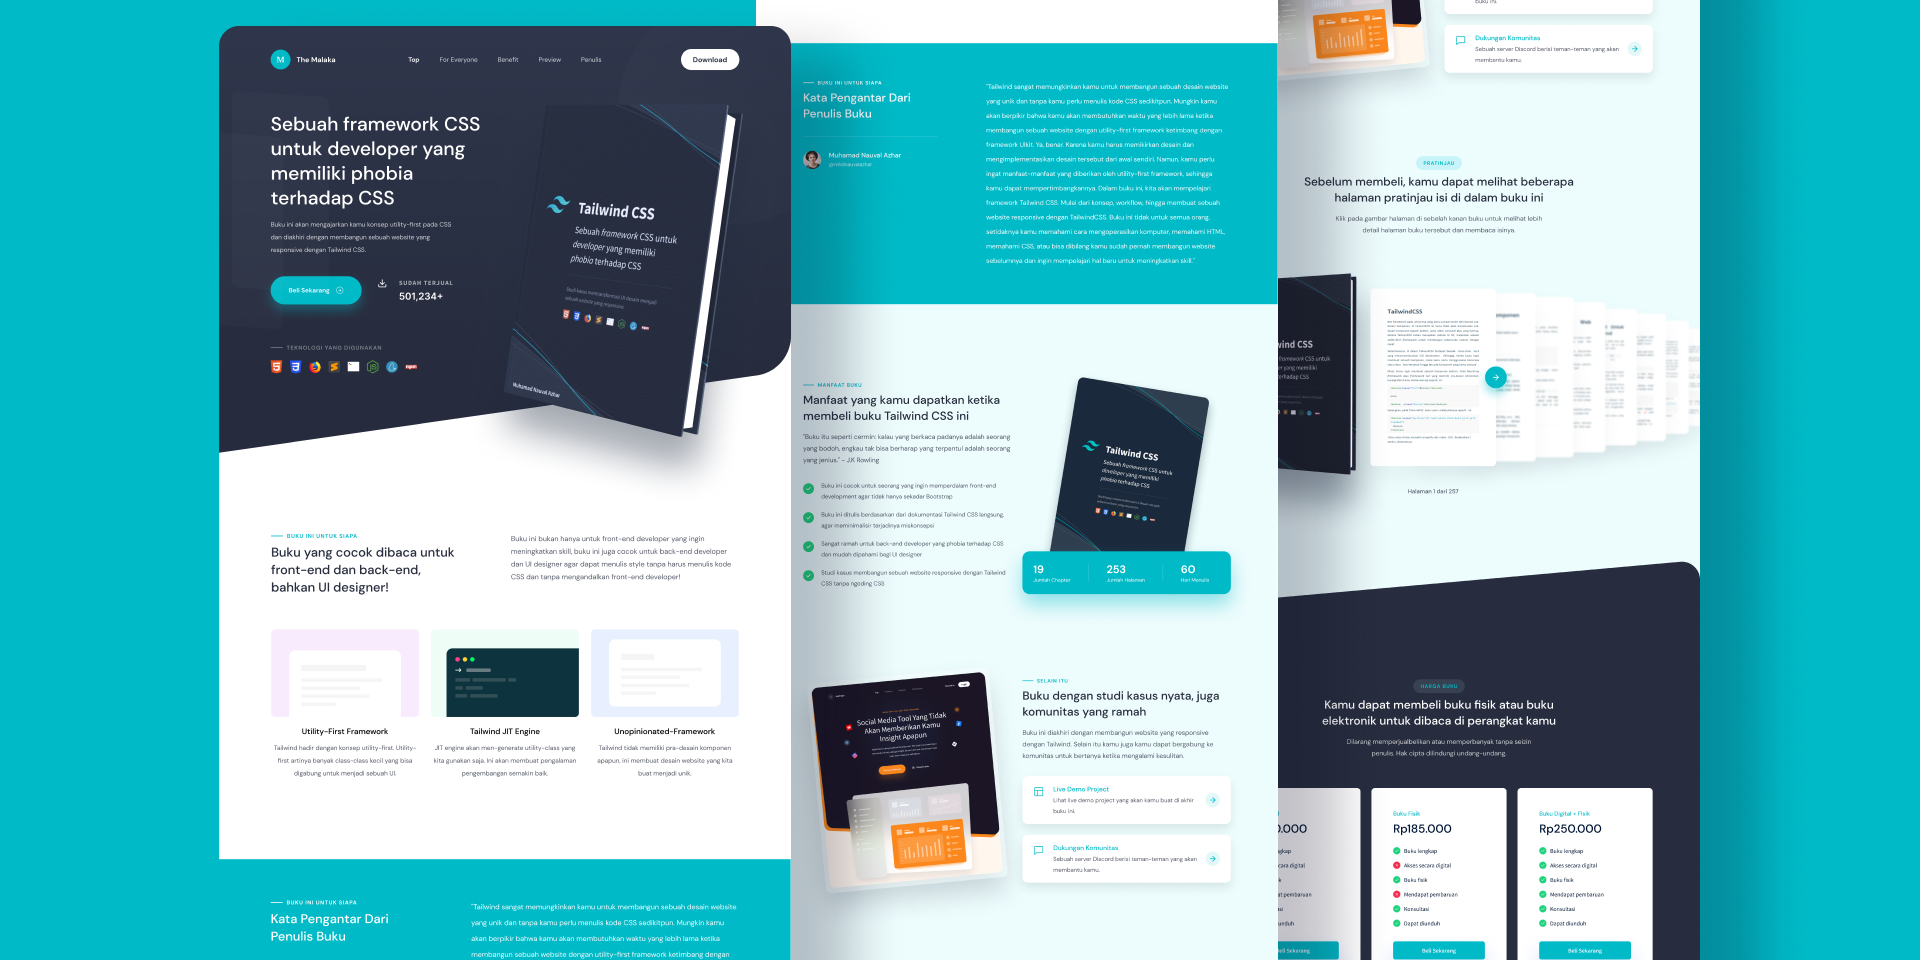 M
The Malaka
Top
For Everyone
Benefit
Preview
Penulis
Download
Sebuah framework CSS
untuk developer yang
memiliki phobia
terhadap CSS
Buku ini akan mengajarkan kamu konsep utility-first pada CSS
dan diakhiri dengan membangun sebuah website yang
responsive dengan Tailwind CSS.
Beli Sekarang
SUDAH TERJUAL
501,234+
TEKNOLOGI YANG DIGUNAKAN
Tailwind CSS
Sebuah framework CSS untuk
developer yang memiliki
phobia terhadap CSS
Muhamad Nauval Azhar
BUKU INI UNTUK SIAPA
Buku yang cocok dibaca untuk
front-end dan back-end,
bahkan UI designer!
Buku ini bukan hanya untuk front-end developer yang ingin
meningkatkan skill, buku ini juga cocok untuk back-end developer
dan UI designer agar dapat menulis style tanpa harus menulis kode
CSS dan tanpa mengandalkan front-end developer!
Utility-First Framework
Tailwind hadir dengan konsep utility-first. Utility-
first artinya banyak class-class kecil yang bisa
digabung untuk menjadi sebuah UI.
Tailwind JIT Engine
JIT engine akan men-generate utility-class yang
kita gunakan saja. Ini akan membuat pengalaman
pengembangan semakin baik.
Unopinionated-Framework
Tailwind tidak memiliki pra-desain komponen
apapun, ini membuat desain website yang kita
buat menjadi unik.
BUKU INI UNTUK SIAPA
Kata Pengantar Dari
Penulis Buku
"Tailwind sangat memungkinkan kamu untuk membangun sebuah desain website
yang unik dan tanpa kamu perlu menulis kode CSS sedikitpun. Mungkin kamu
akan berpikir bahwa kamu akan membutuhkan waktu yang lebih lama ketika
membangun sebuah website dengan utility-first framework ketimbang dengan
BUKU INI UNTUK SIAPA
Kata Pengantar Dari
Penulis Buku
Muhamad Nauval Azhar
@mhdnauvalazhar
"Tailwind sangat memungkinkan kamu untuk membangun sebuah desain website
yang unik dan tanpa kamu perlu menulis kode CSS sedikitpun. Mungkin kamu
akan berpikir bahwa kamu akan membutuhkan waktu yang lebih lama ketika
membangun sebuah website dengan utility-first framework ketimbang dengan
framework UIkit. Ya, benar. Karena kamu harus memikirkan desain dan
mengimplementasikan desain tersebut dari awal sendiri. Namun, kamu perlu
ingat manfaat-manfaat yang diberikan oleh utility-first framework, sehingga
kamu dapat mempertimbangkannya. Dalam buku ini, kita akan mempelajari
framework Tailwind CSS. Mulai dari konsep, workflow, hingga membuat sebuah
website responsive dengan TailwindCSS. Buku ini tidak untuk semua orang,
setidaknya kamu memahami cara mengoperasikan komputer, memahami HTML,
memahami CSS, atau bisa dibilang kamu sudah pernah membangun website
sebelumnya dan ingin mempelajari hal baru untuk meningkatkan skill."
MANFAAT BUKU
Manfaat yang kamu dapatkan ketika
membeli buku Tailwind CSS ini
"Buku itu seperti cermin: kalau yang berkaca padanya adalah seorang
yang bodoh, engkau tak bisa berharap yang terpantul adalah seorang
yang jenius." - J.K Rowling
Buku ini cocok untuk seorang yang ingin memperdalam front-end
development agar tidak hanya sekadar Bootstrap
Buku ini ditulis berdasarkan dari dokumentasi Tailwind CSS langsung,
agar meminimalisir terjadinya miskonsepsi
Sangat ramah untuk back-end developer yang phobia terhadap CSS
dan mudah dipahami bagi UI designer
Studi kasus membangun sebuah website responsive dengan Tailwind
CSS tanpa ngoding CSS
Tailwind CSS
Sebuah framework CSS untuk
developer yang memiliki
phobia terhadap CSS
19
Jumlah Chapter
253
Jumlah Halaman
60
Hari Menulis
Social Media Tool Yang Tidak
Akan Memberikan Kamu
Insight Apapun
SELAIN ITU
Buku dengan studi kasus nyata, juga
komunitas yang ramah
Buku ini diakhiri dengan membangun website yang responsive
dengan Tailwind. Selain itu kamu juga kamu dapat bergabung ke
komunitas untuk bertanya ketika mengalami kesulitan.
Live Demo Project
Lihat live demo project yang akan kamu buat di akhir
buku ini.
Dukungan Komunitas
Sebuah server Discord berisi teman-teman yang akan
membantu kamu.
buku ini.
Dukungan Komunitas
Sebuah server Discord berisi teman-teman yang akan
membantu kamu.
PRATINJAU
Sebelum membeli, kamu dapat melihat beberapa
halaman pratinjau isi di dalam buku ini
Klik pada gambar halaman di sebelah kanan buku untuk melihat lebih
detail halaman buku tersebut dan membaca isinya.
wind CSS
TailwindCSS
Halaman 1 dari 257
HARGA BUKU
Kamu dapat membeli buku fisik atau buku
elektronik untuk dibaca di perangkat kamu
Dilarang memperjualbelikan atau memperbanyak tanpa seizin
penulis. Hak cipta dilindungi undang-undang.
.000
ngkap
cara digital
k
at pembaruan
si
diunduh
eli Sekarang
Buku Fisik
Rp185.000
Buku lengkap
Akses secara digital
Buku fisik
Mendapat pembaruan
Konsultasi
Dapat diunduh
Beli Sekarang
Buku Digital + Fisik
Rp250.000
Buku lengkap
Akses secara digital
Buku fisik
Mendapat pembaruan
Konsultasi
Dapat diunduh
Beli Sekarang